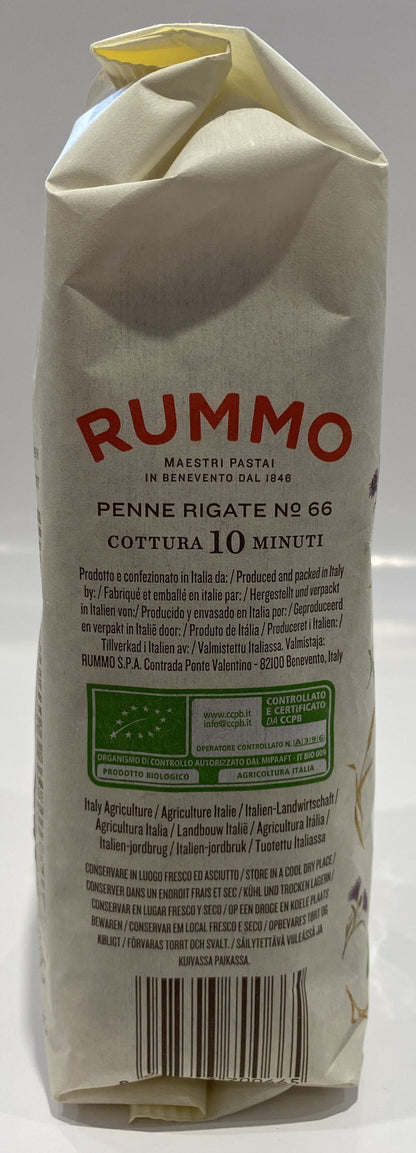 RUMMO
MAESTRI PASTAI
IN BENEVENTO DAL 1846
PENNE RIGATE Nº 66
COTTURA 10 MINUTI
Prodotto e confezionato in Italia da: / Produced and packed in Italy
by: / Fabriqué et emballé en italie par: / Hergestellt und verpackt
in Italien von:/ Producido y envasado en Italia por: / Geproduceerd
en verpakt in Italië door: / Produto de Itália / Produceret i Italien: /
Tillverkad i Italien av: / Valmistettu Italiassa. Valmistaja:
RUMMO S.P.A. Contrada Ponte Valentino - 82100 Benevento, Italy
www.ccpb.it
info@ccpb.it
CONTROLLATO
E CERTIFICATO
DA CCPB
OPERATORE CONTROLLATO N. A396
ORGANISMO DI CONTROLLO AUTORIZZATO DAL MIPAAFT - IT BIO 009
PRODOTTO BIOLOGICO
AGRICOLTURA ITALIA
Italy Agriculture / Agriculture Italie / Italien-Landwirtschaft /
Agricultura Italia / Landbouw Italië / Agricultura Itália /
Italien-jordbrug / Italien-jordbruk / Tuotettu Italiassa
CONSERVARE IN LUOGO FRESCO ED ASCIUTTO / STORE IN A COOL DRY PLACE /
CONSERVER DANS UN ENDROIT FRAIS ET SEC / KÜHL UND TROCKEN LAGERN /
CONSERVAR EN LUGAR FRESCO Y SECO / OP EEN DROGE EN KOELE PLAATS
BEWAREN / CONSERVAR EM LOCAL FRESCO E SECO / OPBEVARES TØRT OG
KØLIGT / FÖRVARAS TORRT OCH SVALT. / SÄILYTETTÄVÄ VIILEÄSSÄ JA
KUIVASSA PAIKASSA.